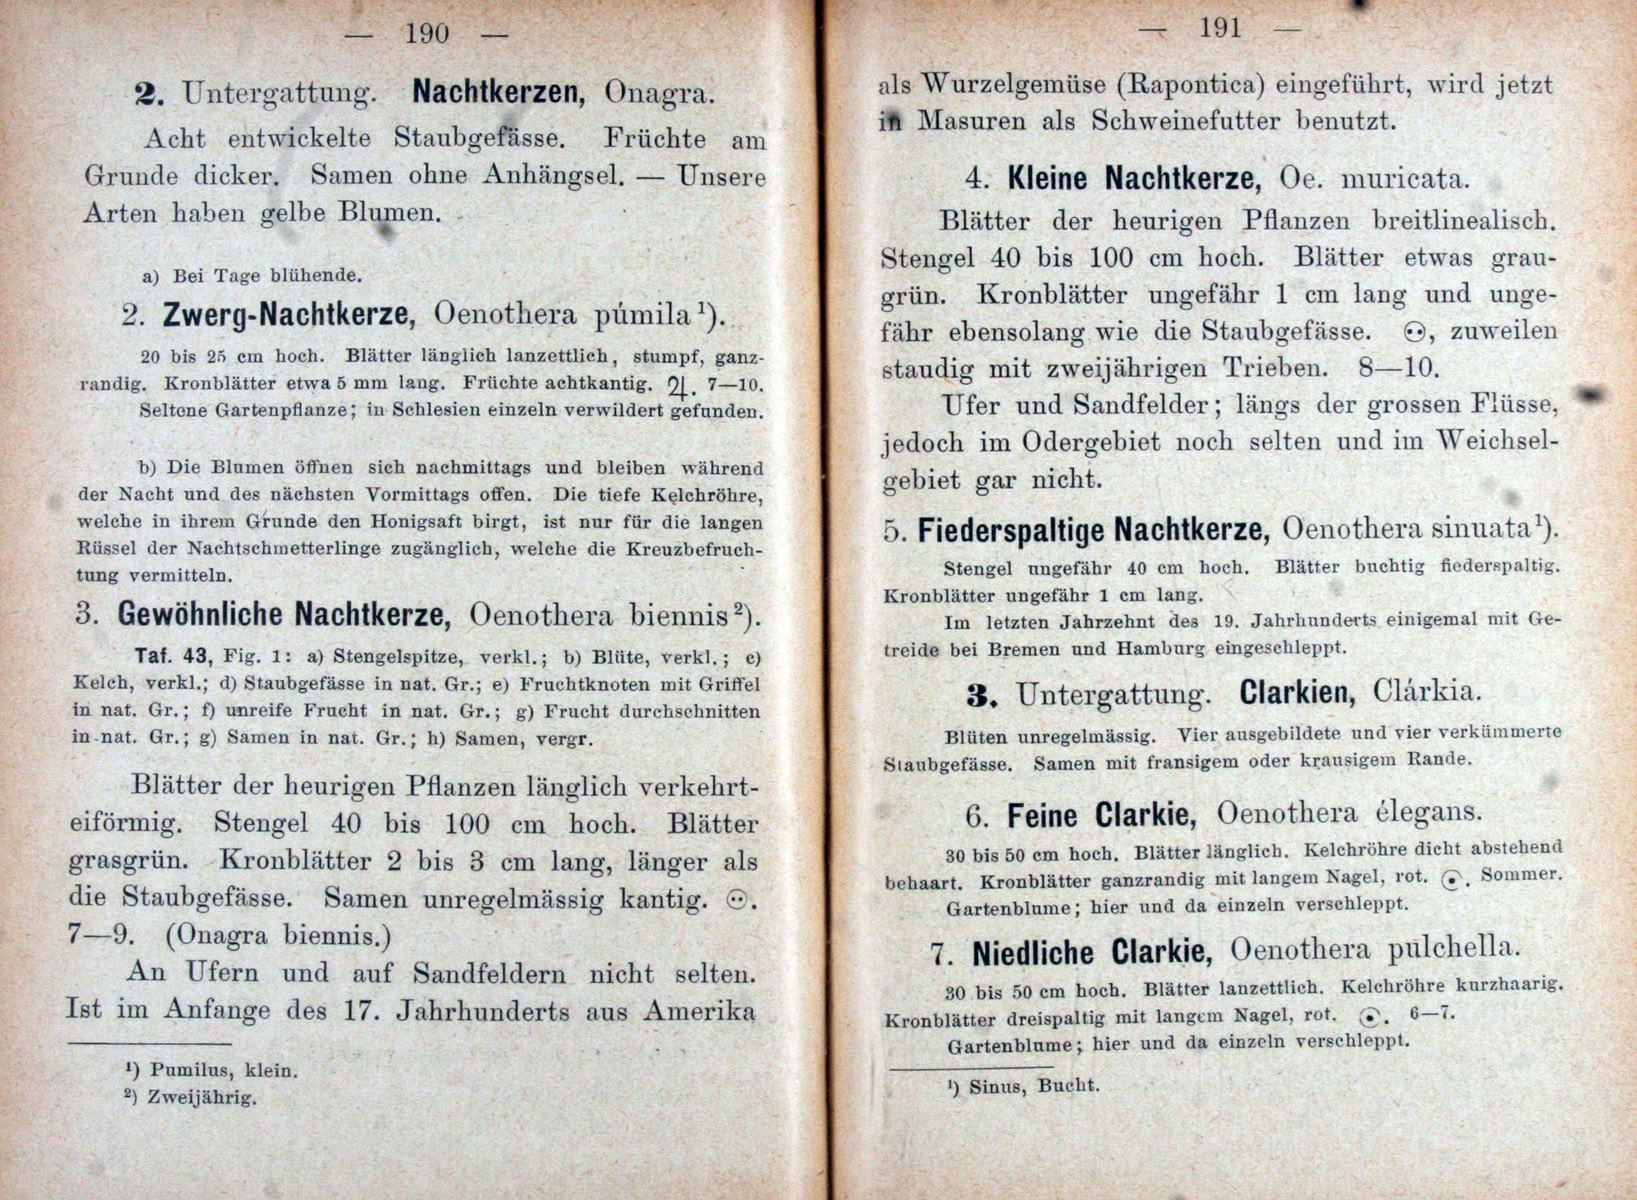 — 190 —
2. Untergattung. Nachtkerzen, Onagra.
Acht entwickelte Staubgefässe. Früchte am
Grunde dicker. Samen ohne Anhängsel. — Unsere
Arten haben gelbe Blumen.
a) Bei Tage blühende.
2. Zwerg-Nachtkerze, Oenothera púmila¹).
20 bis 25 cm hoch. Blätter länglich lanzettlich, stumpf, ganz-
randig. Kronblätter etwa 5 mm lang. Früchte achtkantig. ♃. 7—10.
Seltene Gartenpflanze; in Schlesien einzeln verwildert gefunden.
b) Die Blumen öffnen sich nachmittags und bleiben während
der Nacht und des nächsten Vormittags offen. Die tiefe Kelchröhre,
welche in ihrem Grunde den Honigsaft birgt, ist nur für die langen
Rüssel der Nachtschmetterlinge zugänglich, welche die Kreuzbefruch-
tung vermitteln.
3. Gewöhnliche Nachtkerze, Oenothera biennis²).
Taf. 43, Fig. 1: a) Stengelspitze, verkl.; b) Blüte, verkl.; c)
Kelch, verkl.; d) Staubgefässe in nat. Gr.; e) Fruchtknoten mit Griffel
in nat. Gr.; f) unreife Frucht in nat. Gr.; g) Frucht durchschnitten
in nat. Gr.; g) Samen in nat. Gr.; h) Samen, vergr.
Blätter der heurigen Pflanzen länglich verkehrt-
eiförmig. Stengel 40 bis 100 cm hoch. Blätter
grasgrün. Kronblätter 2 bis 3 cm lang, länger als
die Staubgefässe. Samen unregelmässig kantig. ⚇.
7—9. (Onagra biennis.)
An Ufern und auf Sandfeldern nicht selten.
Ist im Anfange des 17. Jahrhunderts aus Amerika
¹) Pumilus, klein.
²) Zweijährig.
— 191 —
als Wurzelgemüse (Rapontica) eingeführt, wird jetzt
in Masuren als Schweinefutter benutzt.
4. Kleine Nachtkerze, Oe. muricata.
Blätter der heurigen Pflanzen breitlinealisch.
Stengel 40 bis 100 cm hoch. Blätter etwas grau-
grün. Kronblätter ungefähr 1 cm lang und unge-
fähr ebensolang wie die Staubgefässe. ⚇, zuweilen
staudig mit zweijährigen Trieben. 8—10.
Ufer und Sandfelder; längs der grossen Flüsse,
jedoch im Odergebiet noch selten und im Weichsel-
gebiet gar nicht.
5. Fiederspaltige Nachtkerze, Oenothera sinuata¹).
Stengel ungefähr 40 cm hoch. Blätter buchtig fiederspaltig.
Kronblätter ungefähr 1 cm lang.
Im letzten Jahrzehnt des 19. Jahrhunderts einigemal mit Ge-
treide bei Bremen und Hamburg eingeschleppt.
3. Untergattung. Clarkien, Clárkia.
Blüten unregelmässig. Vier ausgebildete und vier verkümmerte
Staubgefässe. Samen mit fransigem oder krausigem Rande.
6. Feine Clarkie, Oenothera élegans.
30 bis 50 cm hoch. Blätter länglich. Kelchröhre dicht abstehend
behaart. Kronblätter ganzrandig mit langem Nagel, rot. ☉. Sommer.
Gartenblume; hier und da einzeln verschleppt.
7. Niedliche Clarkie, Oenothera pulchella.
30 bis 50 cm hoch. Blätter lanzettlich. Kelchröhre kurzhaarig.
Kronblätter dreispaltig mit langem Nagel, rot. ☉. 6—7.
Gartenblume; hier und da einzeln verschleppt.
¹) Sinus, Bucht.